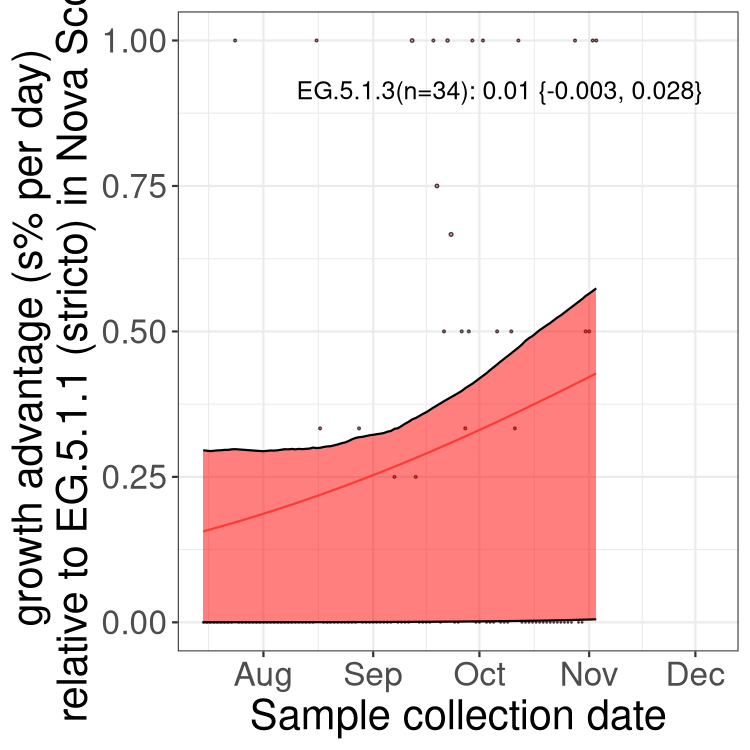 growth advantage (s% per day)
relative to EG.5.1.1 (stricto) in Nova
1.00
0.75
0.50
0.25
0.00
EG.5.1.3(n=34): 0.01 {-0.003, 0.028}
Aug Sep Oct Nov Dec
Sample collection date